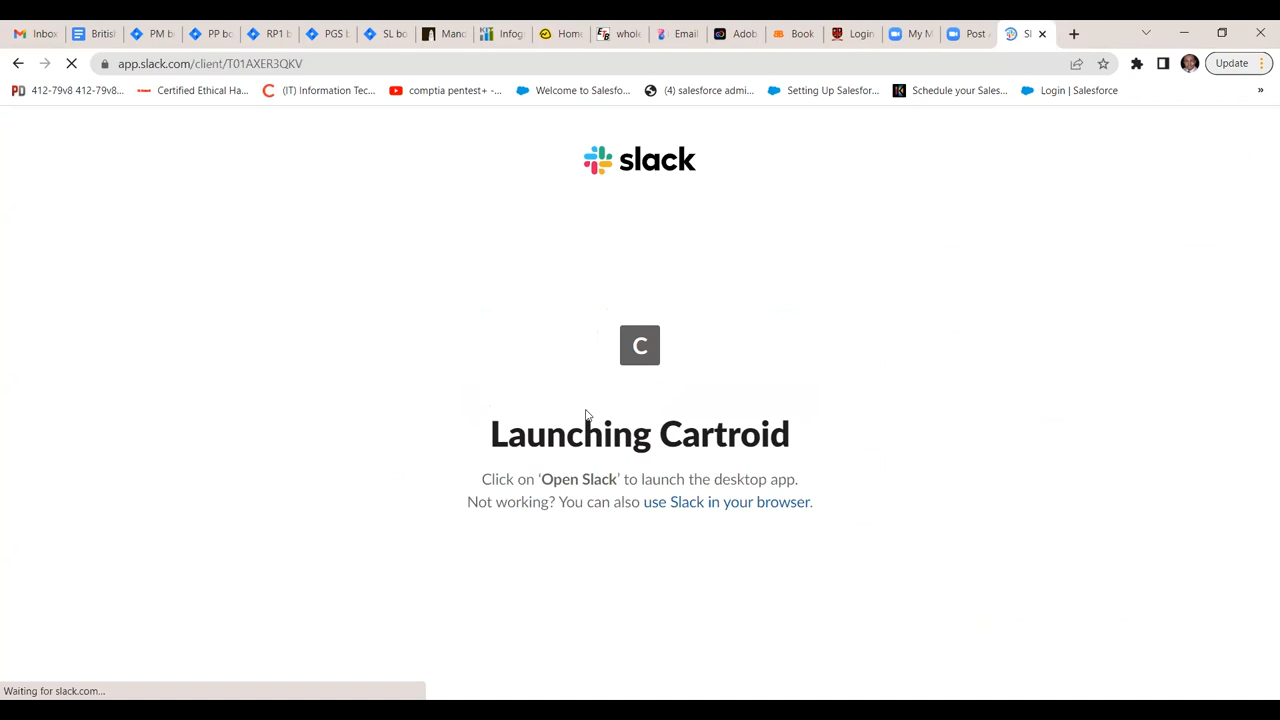 Inbox
British
PM b
PP bo
RP1 b
PGS b
SL bo
Mand
Infog
Home
whole
Email
Adob
Book
Login
My M
Post A
Sl
app.slack.com/client/T01AXER3QKV
Update
412-79v8 412-79v8...
Certified Ethical Ha...
(IT) Information Tec...
comptia pentest+ -...
Welcome to Salesfo...
(4) salesforce admi...
Setting Up Salesfor...
Schedule your Sales...
Login | Salesforce
»
slack
C
Launching Cartroid
Click on ‘Open Slack’ to launch the desktop app.
Not working? You can also use Slack in your browser.
Waiting for slack.com...